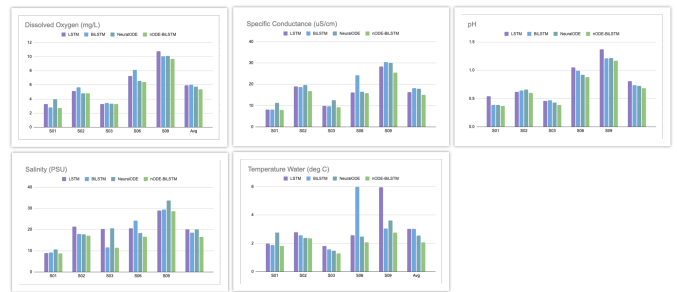 Dissolved Oxygen (mg/L)
LSTM BiLSTM NeuralODE nODE-BiLSTM
12
10
8
6
4
2
0
S01 S02 S03 S06 S09 Avg
Specific Conductance (uS/cm)
LSTM BiLSTM NeuralODE nODE-BiLSTM
40
30
20
10
0
S01 S02 S03 S06 S09 Avg
pH
LSTM BiLSTM NeuralODE nODE-BiLSTM
1.5
1.0
0.5
0.0
S01 S02 S03 S06 S09 Avg
Salinity (PSU)
LSTM BiLSTM NeuralODE nODE-BiLSTM
40
30
20
10
0
S01 S02 S03 S06 S09 Avg
Temperature Water (deg C)
LSTM BiLSTM NeuralODE nODE-BiLSTM
6
4
2
0
S01 S02 S03 S06 S09 Avg